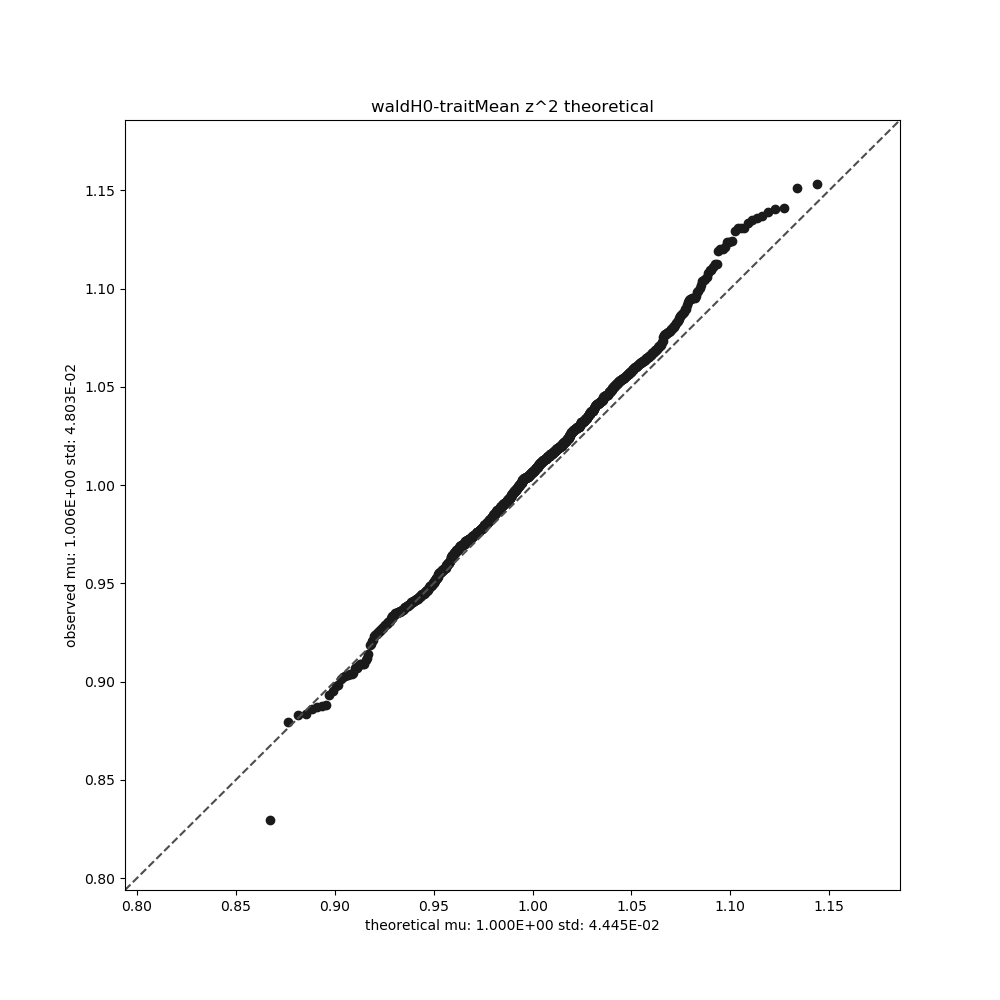 waldH0-traitMean z^2 theoretical
1.15
1.10
1.05
1.00
0.95
0.90
0.85
0.80
observed mu: 1.006E+00 std: 4.803E-02
0.80 0.85 0.90 0.95 1.00 1.05 1.10 1.15
theoretical mu: 1.000E+00 std: 4.445E-02